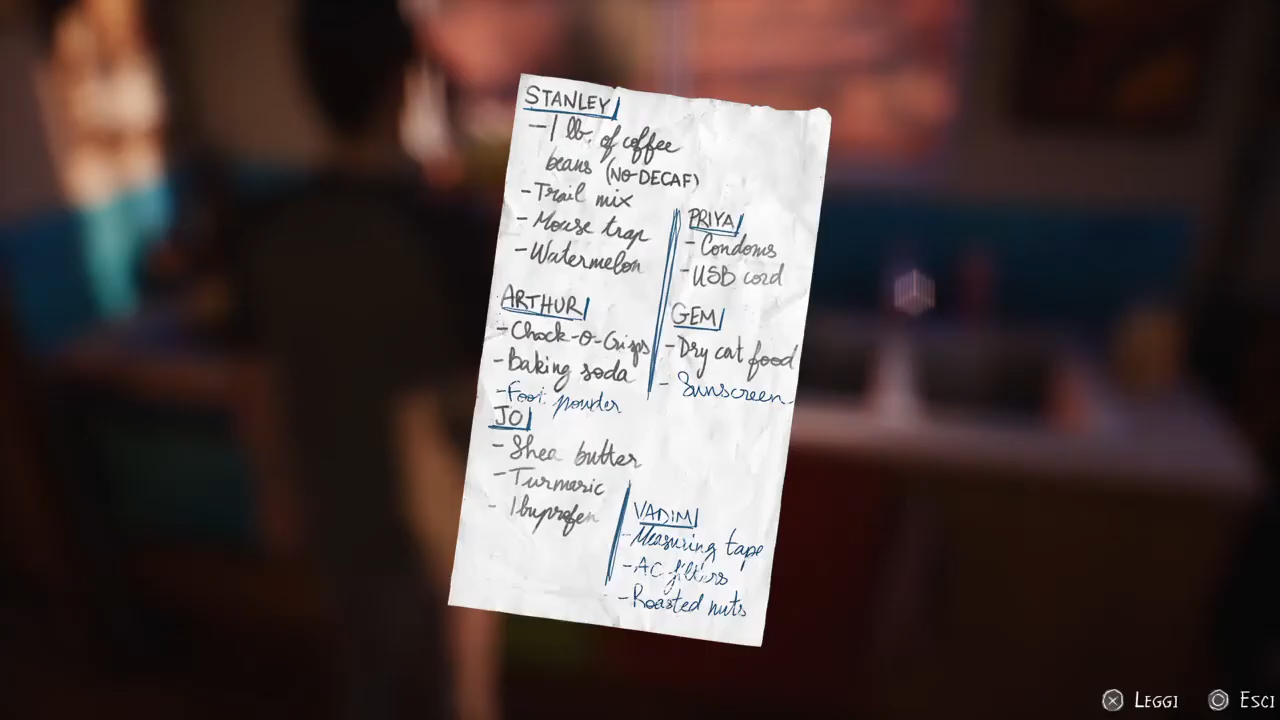 STANLEY
- 1 lb. of coffee
beans (NO DECAF)
- Trail mix
- Mouse trap
- Watermelon
ARTHUR
- Chock-o-Crisps
- Baking soda
- Foot powder
JO
- Shea butter
- Turmaric
- Ibuprofen
PRIYA
- Condoms
- USB cord
GEM
- Dry cat food
- Sunscreen
VADIM
- Measuring tape
- AC filters
- Roasted nuts
LEGGI
ESCI